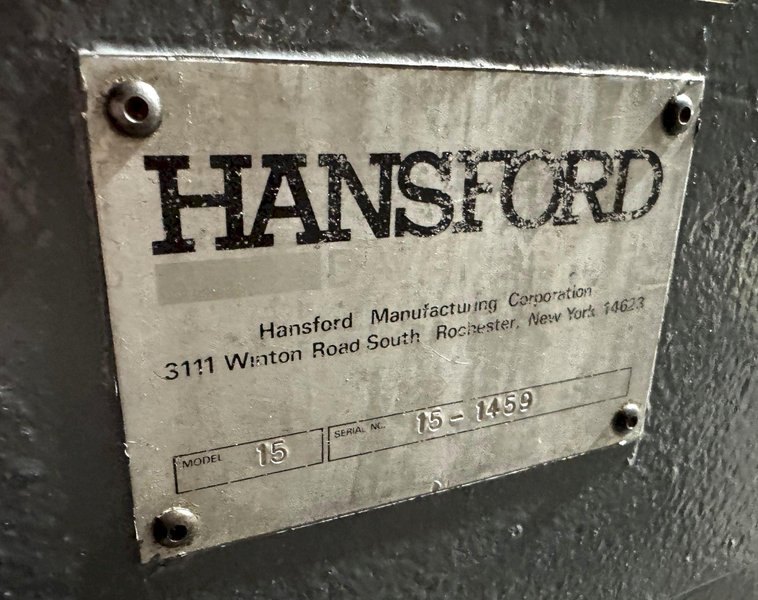 HANSFORD
Hansford Manufacturing Corporation
3111 Winton Road South Rochester, New York 14623
MODEL 15 SERIAL NO. 15-1459